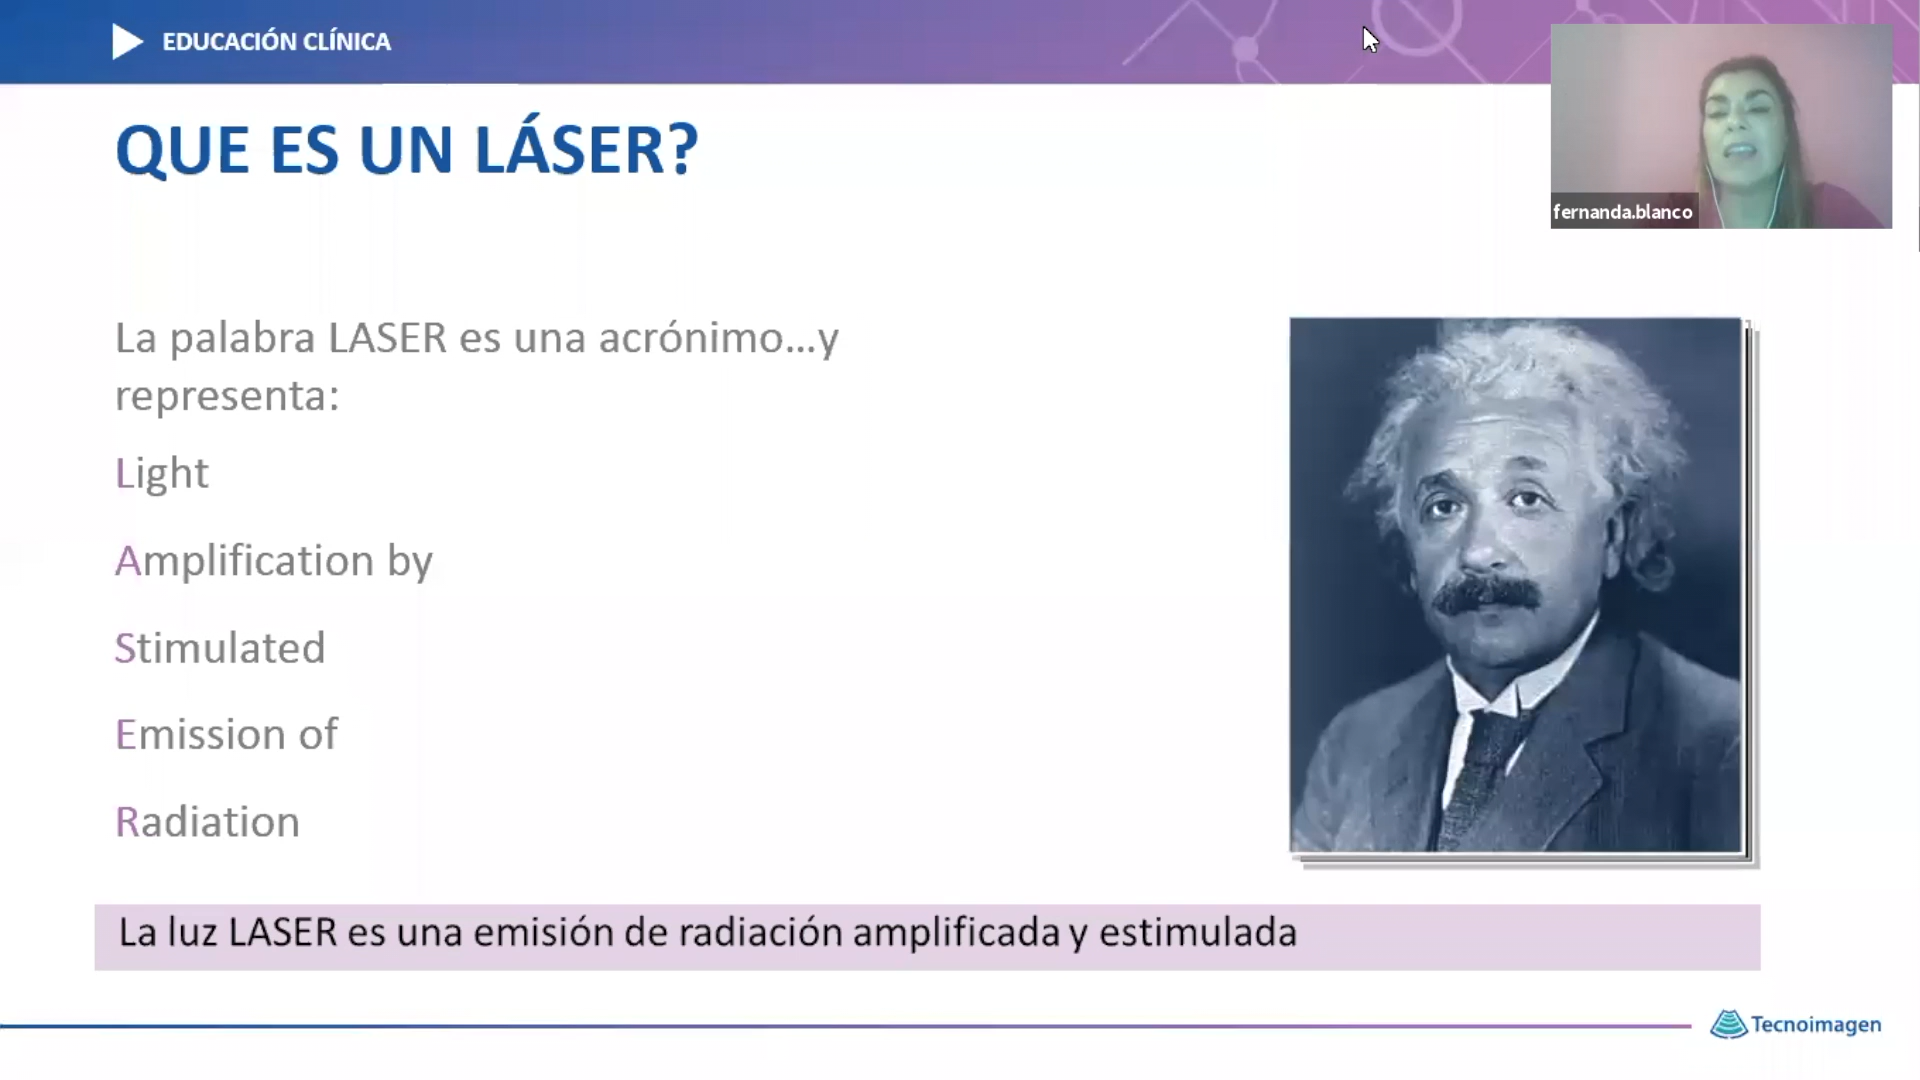 EDUCACIÓN CLÍNICA
QUE ES UN LÁSER?
fernanda.blanco
La palabra LASER es una acrónimo...y
representa:
Light
Amplification by
Stimulated
Emission of
Radiation
La luz LASER es una emisión de radiación amplificada y estimulada
Tecnoimagen